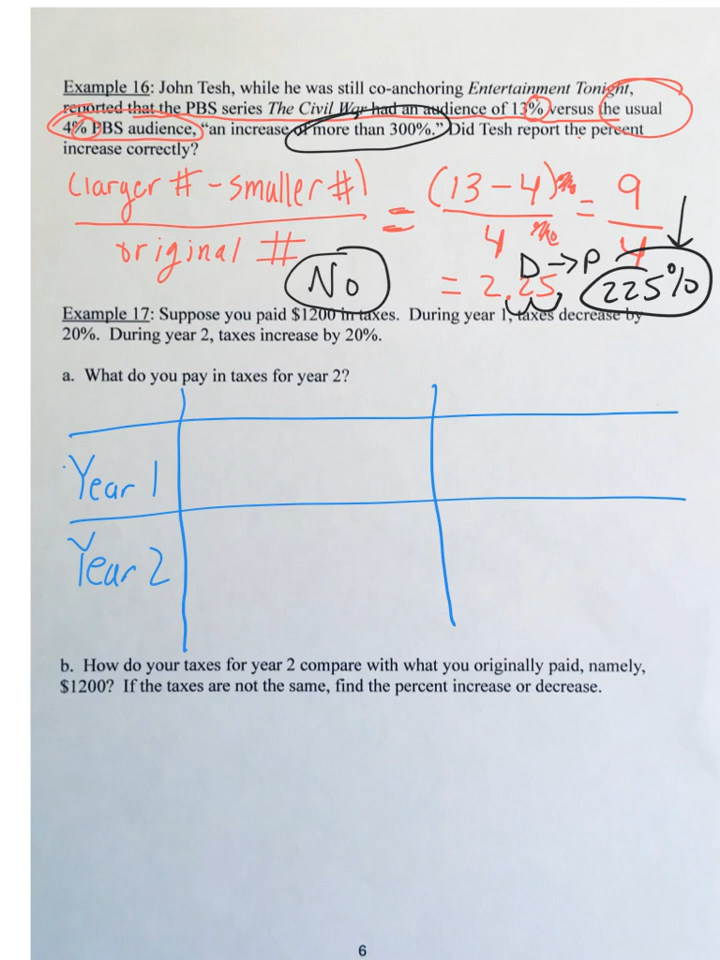 Example 16: John Tesh, while he was still co-anchoring Entertainment Tonight,
reported that the PBS series The Civil War had an audience of 13% versus the usual
4% PBS audience, “an increase of more than 300%.” Did Tesh report the percent
increase correctly?
(larger # - smaller #)
original #
= (13-4)%
4 %
= 9
4
= 2.25
D->P
225%
No
Example 17: Suppose you paid $1200 in taxes. During year 1, taxes decrease by
20%. During year 2, taxes increase by 20%.
a. What do you pay in taxes for year 2?
Year 1
Year 2
b. How do your taxes for year 2 compare with what you originally paid, namely,
$1200? If the taxes are not the same, find the percent increase or decrease.
6